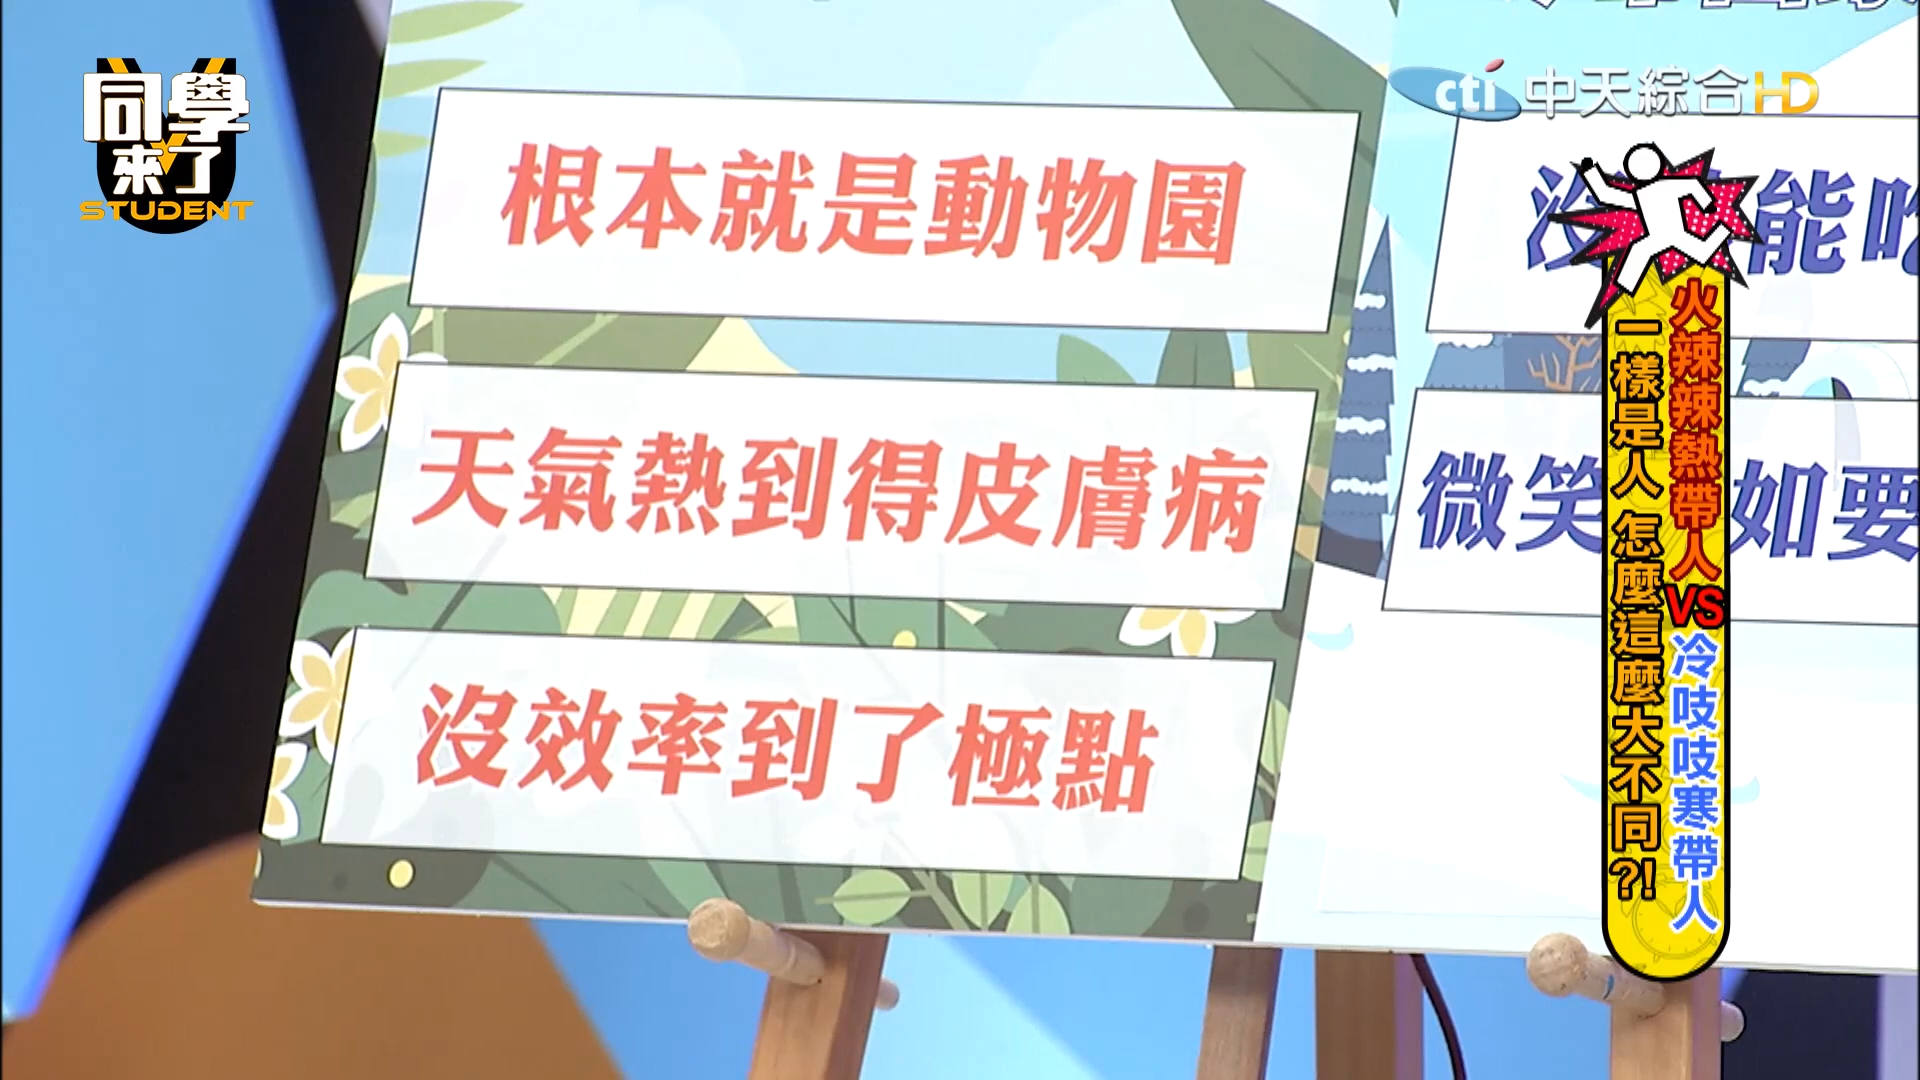 同學
來了
STUDENT
cti 中天綜合HD
根本就是動物園
天氣熱到得皮膚病
沒效率到了極點
沒 能吃
微笑 如要
火辣辣熱帶人VS冷吱吱寒帶人
一樣是人 怎麼這麼大不同?!